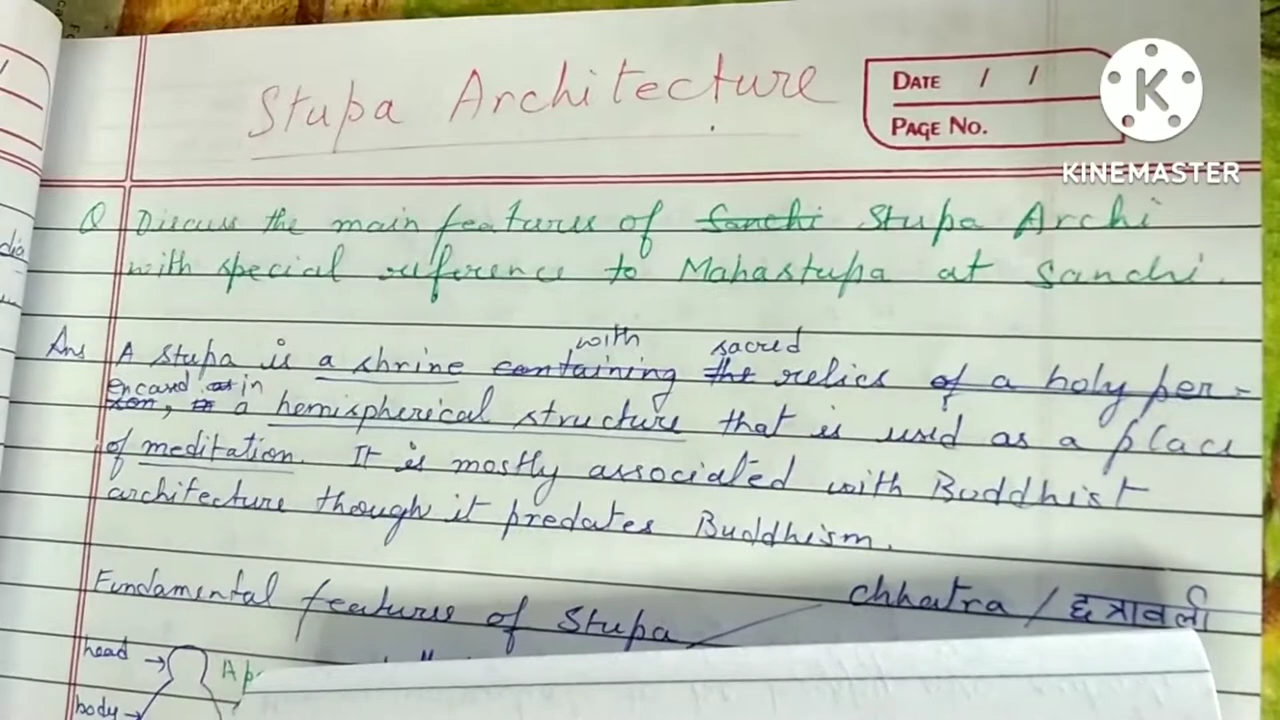 Stupa Architecture
DATE / /
PAGE NO.
KINEMASTER
Q Discuss the main features of Sanchi Stupa Archi
with special reference to Mahastupa at Sanchi.
with sacred
Ans A stupa is a shrine containing the relics of a holy per-
encased as in
son, is a hemispherical structure that is used as a place
of meditation. It is mostly associated with Buddhist
architecture though it predates Buddhism.
Fundamental features of Stupa
chhatra / छत्रावली
head
body